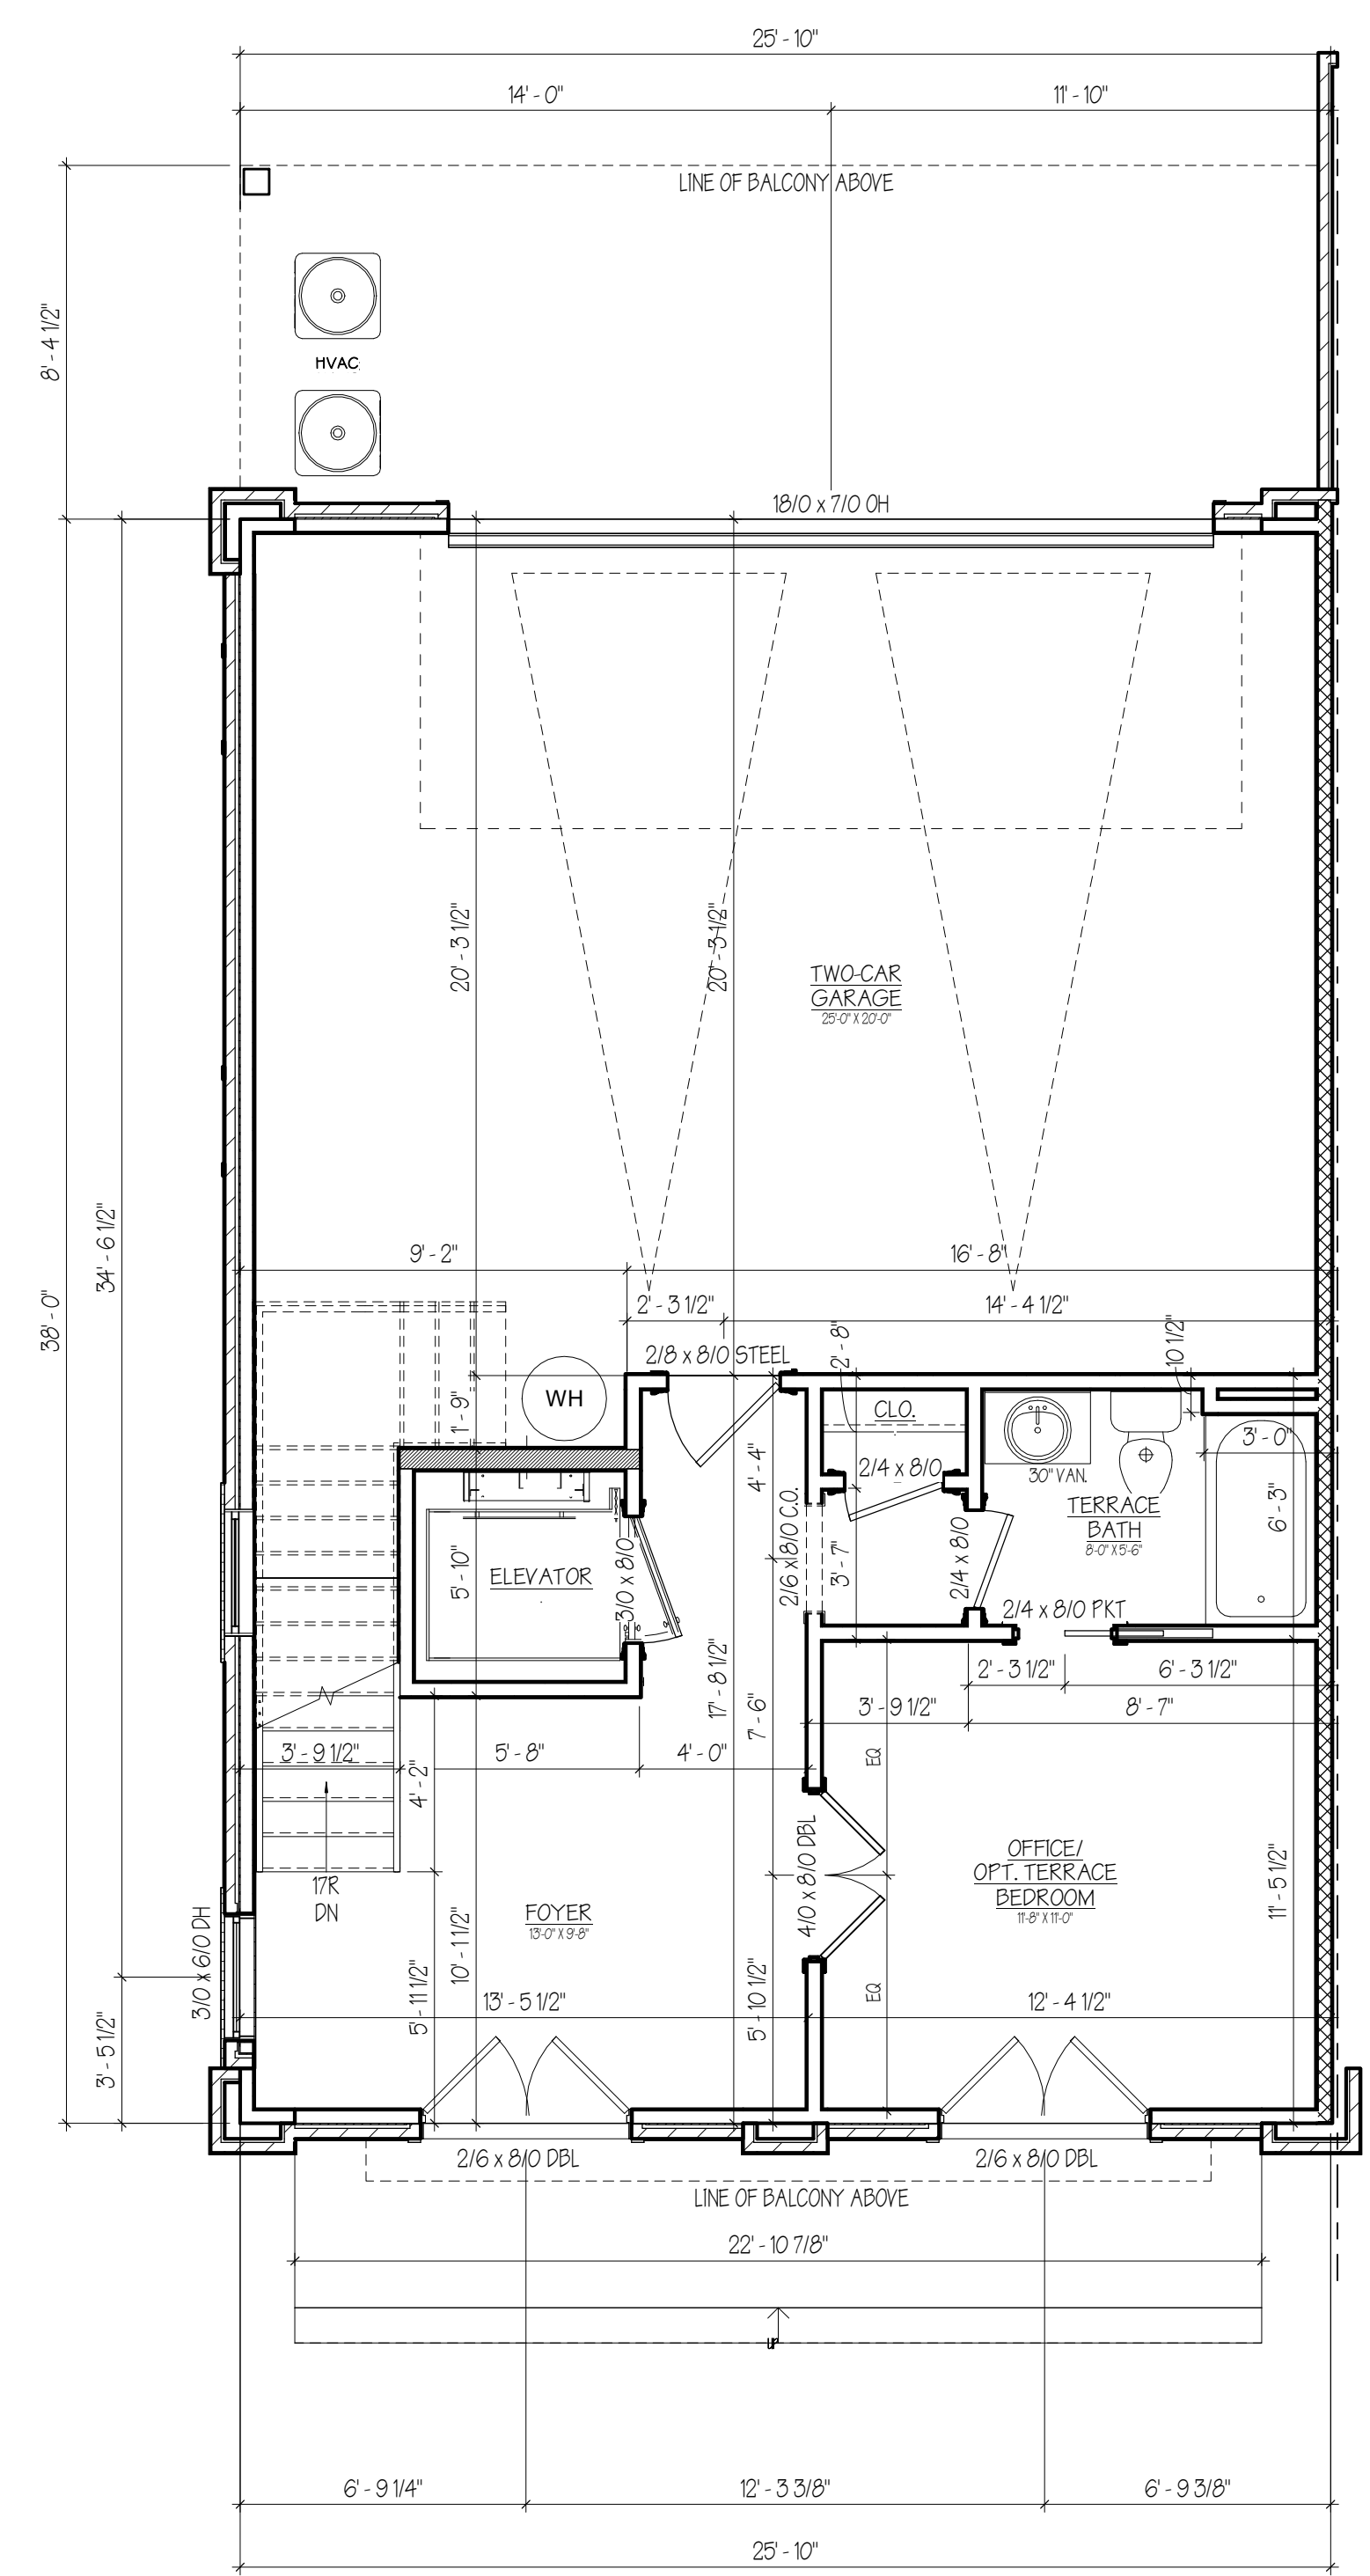 25' - 10"
14' - 0"
11' - 10"
LINE OF BALCONY ABOVE
8' - 4 1/2"
HVAC
18/0 x 7/0 OH
20' - 3 1/2"
20' - 3 1/2"
TWO-CAR
GARAGE
25'-0" X 20'-0"
34' - 6 1/2"
38' - 0"
9' - 2"
16' - 8"
2' - 3 1/2"
14' - 4 1/2"
2/8 x 8/0 STEEL
2' - 8"
10 1/2"
WH
1' - 9"
CLO.
3' - 0"
4' - 4"
2/4 x 8/0
30" VAN.
TERRACE
BATH
8'-0" X 5'-6"
6' - 3"
ELEVATOR
5' - 10"
3/0 x 8/0
2/6 x 8/0 C.O.
3' - 7"
2/4 x 8/0
2/4 x 8/0 PKT
2' - 3 1/2"
6' - 3 1/2"
17' - 8 1/2"
7' - 6"
3' - 9 1/2"
8' - 7"
3' - 9 1/2"
5' - 8"
4' - 0"
EQ
4' - 2"
4/0 x 8/0 DBL
OFFICE/
OPT. TERRACE
BEDROOM
11'-8" X 11'-0"
11' - 5 1/2"
17R
DN
FOYER
13'-0" X 9'-8"
3/0 x 6/0 DH
10' - 1 1/2"
5' - 11 1/2"
5' - 10 1/2"
EQ
13' - 5 1/2"
12' - 4 1/2"
3' - 5 1/2"
2/6 x 8/0 DBL
2/6 x 8/0 DBL
LINE OF BALCONY ABOVE
22' - 10 7/8"
6' - 9 1/4"
12' - 3 3/8"
6' - 9 3/8"
25' - 10"